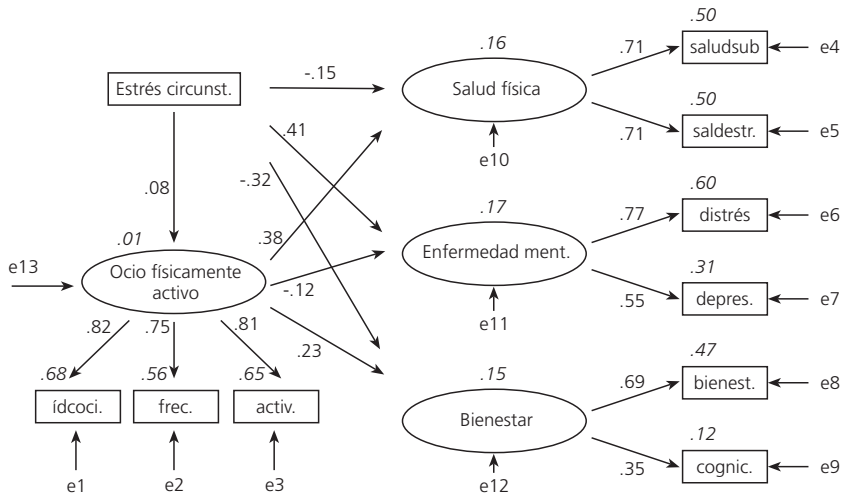 .50
.16
.71
saludsub
e4
-.15
Estrés circunst.
Salud física
.50
.41
.71
saldestr.
e5
e10
-.32
.60
.08
.17
.77
distrés
e6
.01
.38
Enfermedad ment.
.31
e13
Ocio físicamente
activo
-.12
.55
depres.
e7
e11
.82
.75
.81
.23
.47
.68
.56
.65
.15
.69
bienest.
e8
ídcoci.
frec.
activ.
Bienestar
.12
.35
cognic.
e9
e1
e2
e3
e12